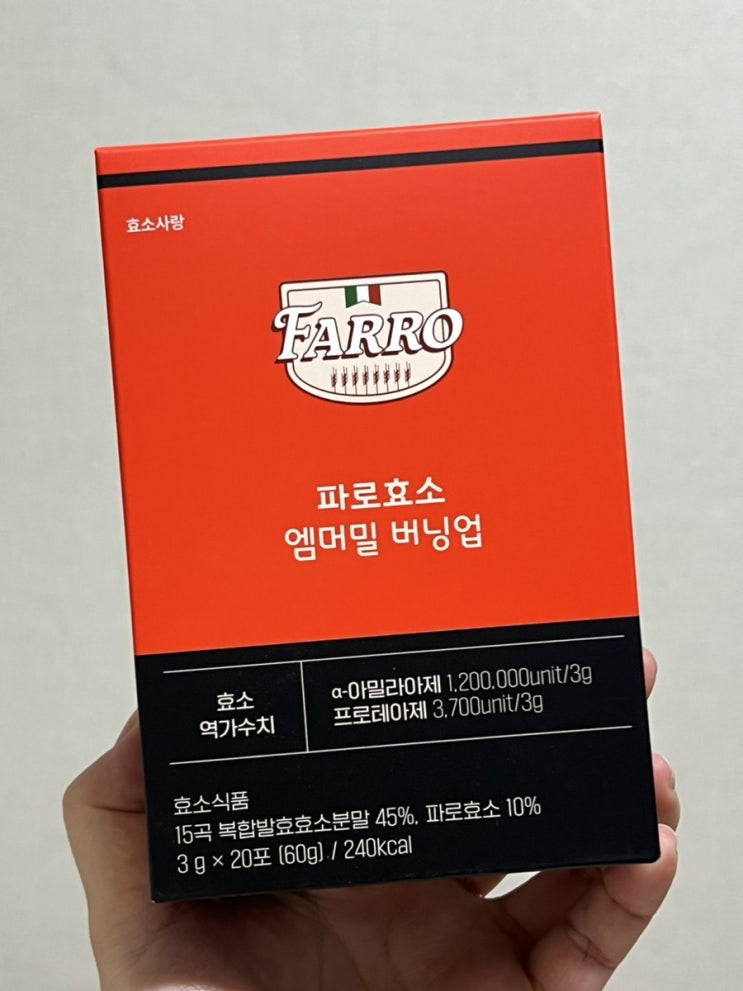 효소사랑
FARRO
파로효소
엠머밀 버닝업
효소
역가수치
α-아밀라아제 1,200,000unit/3g
프로테아제 3,700unit/3g
효소식품
15곡 복합발효효소분말 45%, 파로효소 10%
3 g × 20포 (60g) / 240kcal